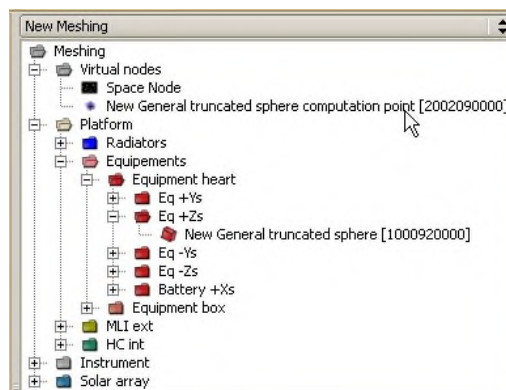 New Meshing
Meshing
Virtual nodes
Space Node
New General truncated sphere computation point [2002090000]
Platform
Radiators
Equipements
Equipment heart
Eq +Ys
Eq +Zs
New General truncated sphere [1000920000]
Eq -Ys
Eq -Zs
Battery +Xs
Equipment box
MLI ext
HC int
Instrument
Solar array